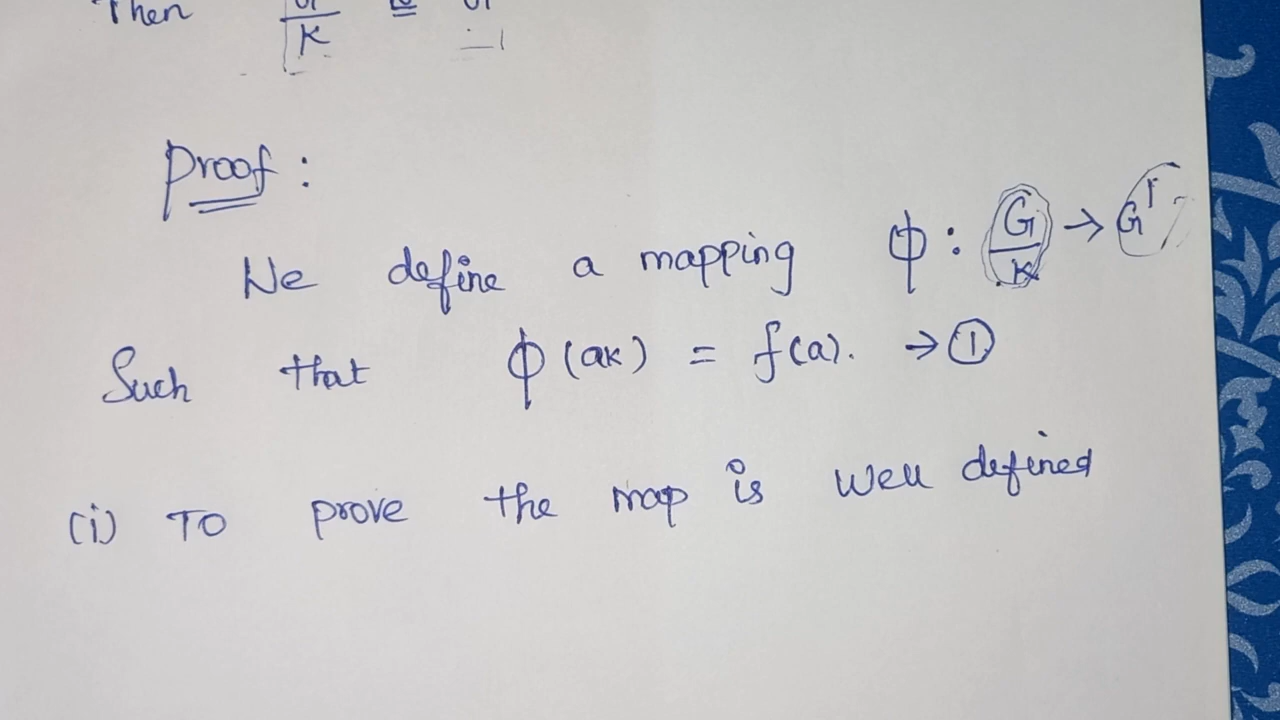 Then G/K ≅ G'
Proof:
We define a mapping ϕ : G/K → G'
Such that ϕ(aK) = f(a). → ①
(i) To prove the map is well defined